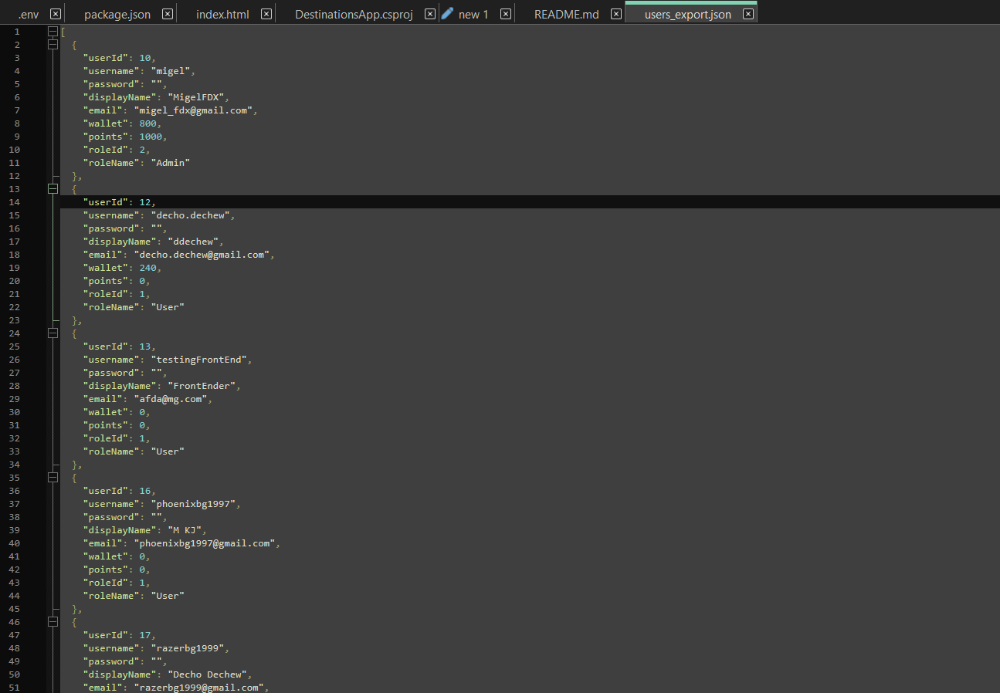 .env package.json index.html DestinationsApp.csproj new 1 README.md users_export.json
1 [
2 {
3 "userId": 10,
4 "username": "migel",
5 "password": "",
6 "displayName": "MigelFDX",
7 "email": "migel_fdx@gmail.com",
8 "wallet": 800,
9 "points": 1000,
10 "roleId": 2,
11 "roleName": "Admin"
12 },
13 {
14 "userId": 12,
15 "username": "decho.dechew",
16 "password": "",
17 "displayName": "ddechew",
18 "email": "decho.dechew@gmail.com",
19 "wallet": 240,
20 "points": 0,
21 "roleId": 1,
22 "roleName": "User"
23 },
24 {
25 "userId": 13,
26 "username": "testingFrontEnd",
27 "password": "",
28 "displayName": "FrontEnder",
29 "email": "afda@mg.com",
30 "wallet": 0,
31 "points": 0,
32 "roleId": 1,
33 "roleName": "User"
34 },
35 {
36 "userId": 16,
37 "username": "phoenixbg1997",
38 "password": "",
39 "displayName": "M KJ",
40 "email": "phoenixbg1997@gmail.com",
41 "wallet": 0,
42 "points": 0,
43 "roleId": 1,
44 "roleName": "User"
45 },
46 {
47 "userId": 17,
48 "username": "razerbg1999",
49 "password": "",
50 "displayName": "Decho Dechew",
51 "email": "razerbg1999@gmail.com",